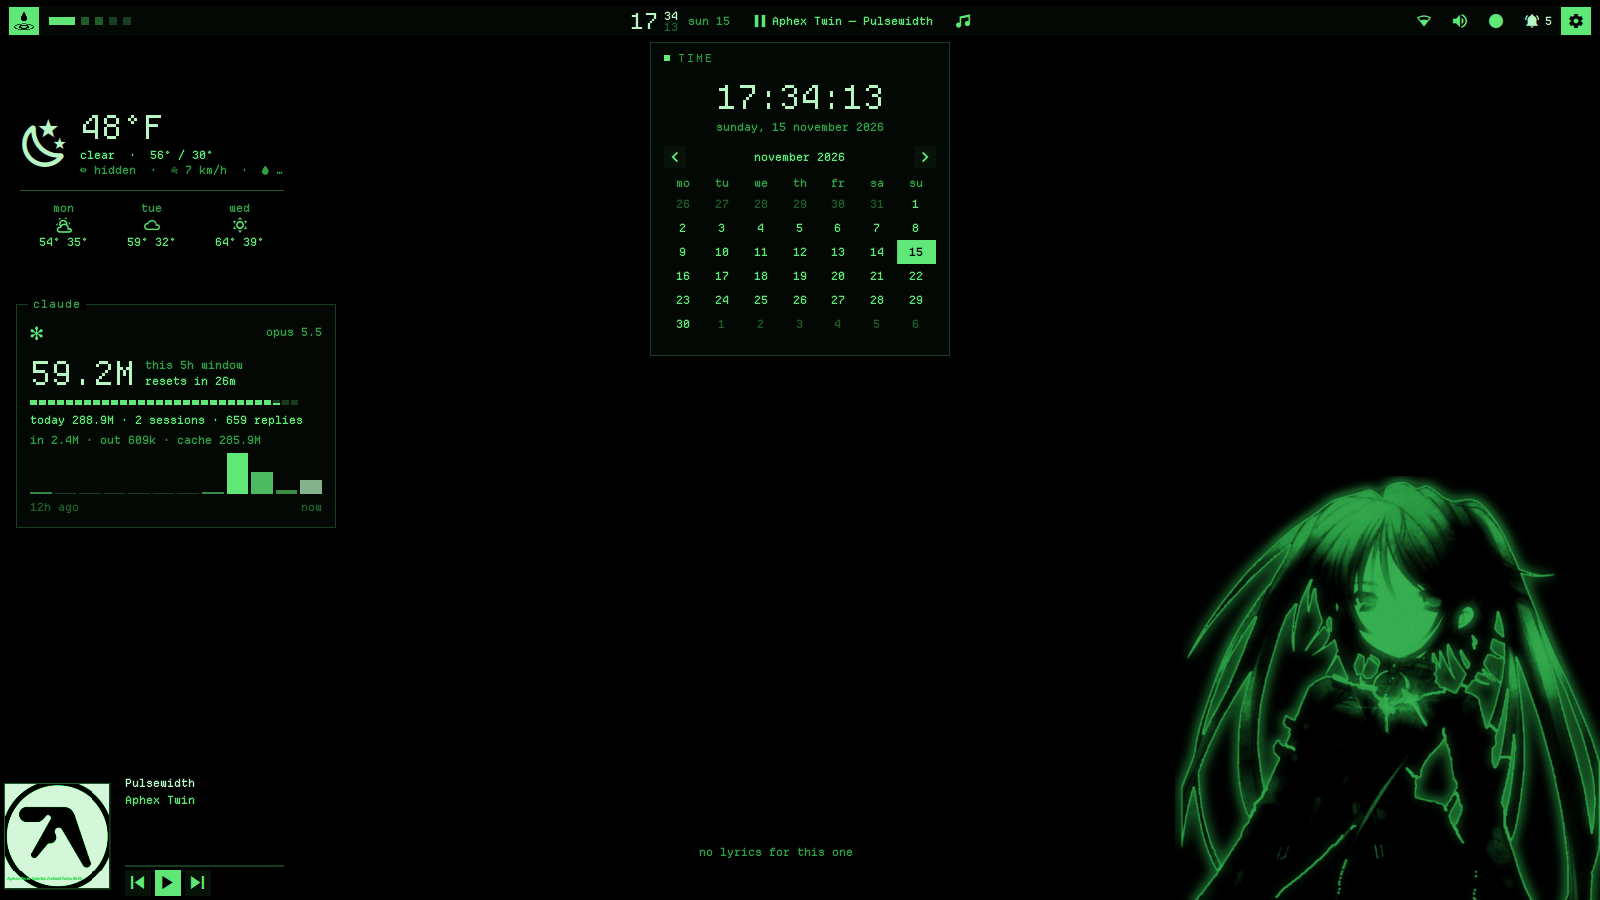 17 34 13 sun 15 Aphex Twin — Pulsewidth 5
TIME
17:34:13
sunday, 15 november 2026
november 2026
mo tu we th fr sa su
26 27 28 29 30 31 1
2 3 4 5 6 7 8
9 10 11 12 13 14 15
16 17 18 19 20 21 22
23 24 25 26 27 28 29
30 1 2 3 4 5 6
48°F
clear · 56° / 30°
hidden · 7 km/h · …
mon tue wed
54° 35° 59° 32° 64° 39°
claude
opus 5.5
59.2M
this 5h window
resets in 26m
today 288.9M · 2 sessions · 659 replies
in 2.4M · out 609k · cache 285.9M
12h ago now
Pulsewidth
Aphex Twin
no lyrics for this one